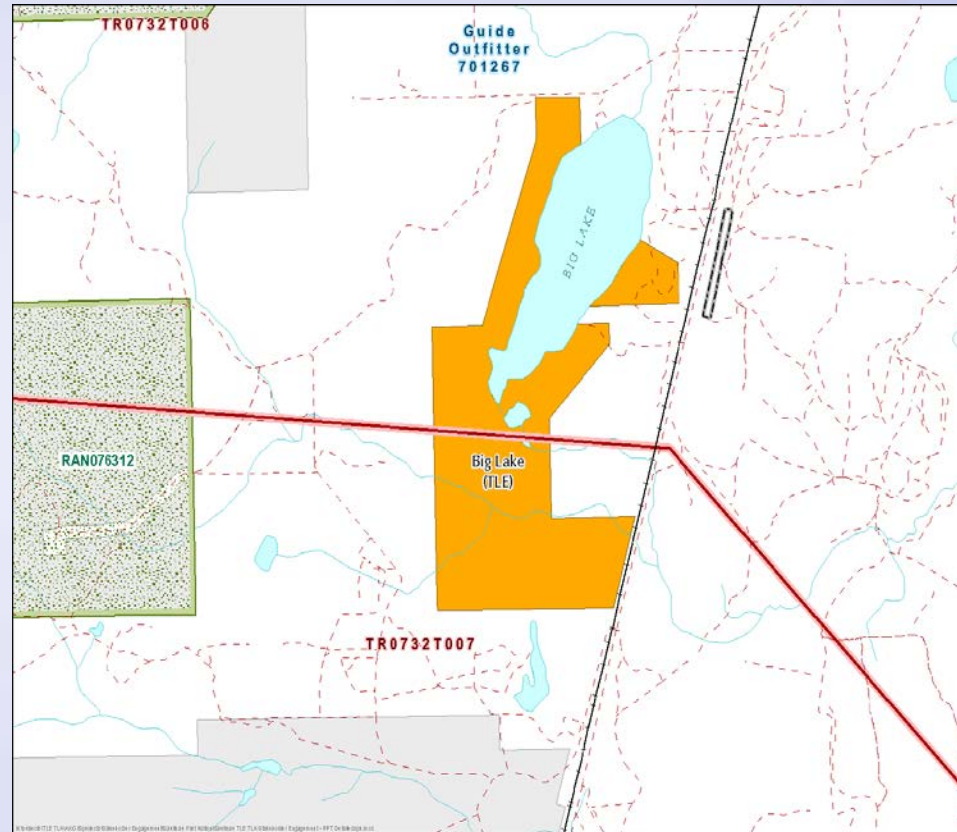 TR0732T006
Guide
Outfitter
701267
BIG LAKE
RAN076312
Big Lake
(TLE)
TR0732T007